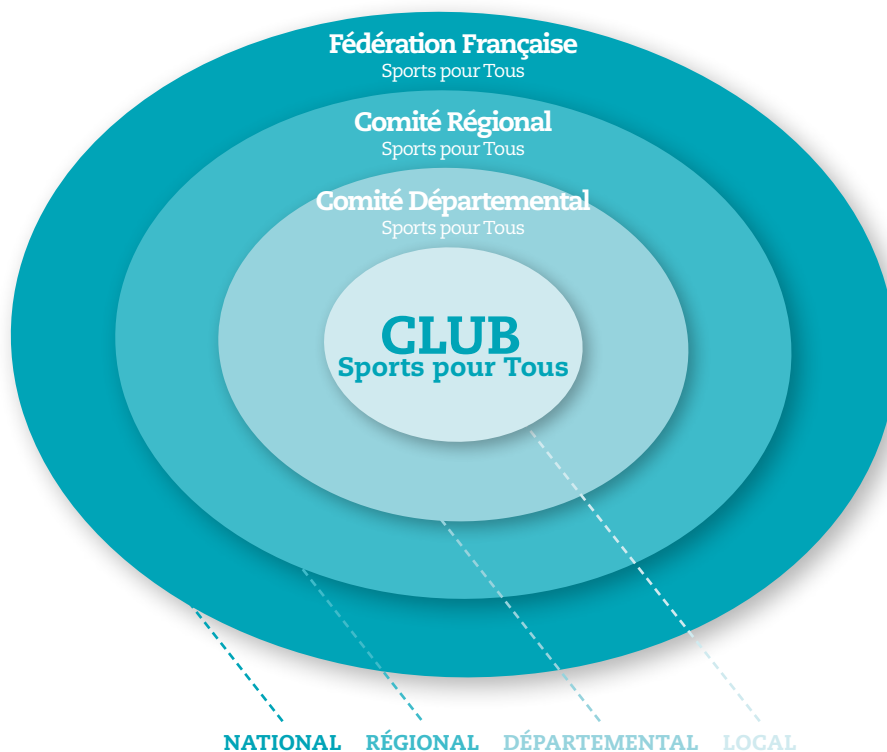 Fédération Française
Sports pour Tous
Comité Régional
Sports pour Tous
Comité Départemental
Sports pour Tous
CLUB
Sports pour Tous
NATIONAL RÉGIONAL DÉPARTEMENTAL LOCAL